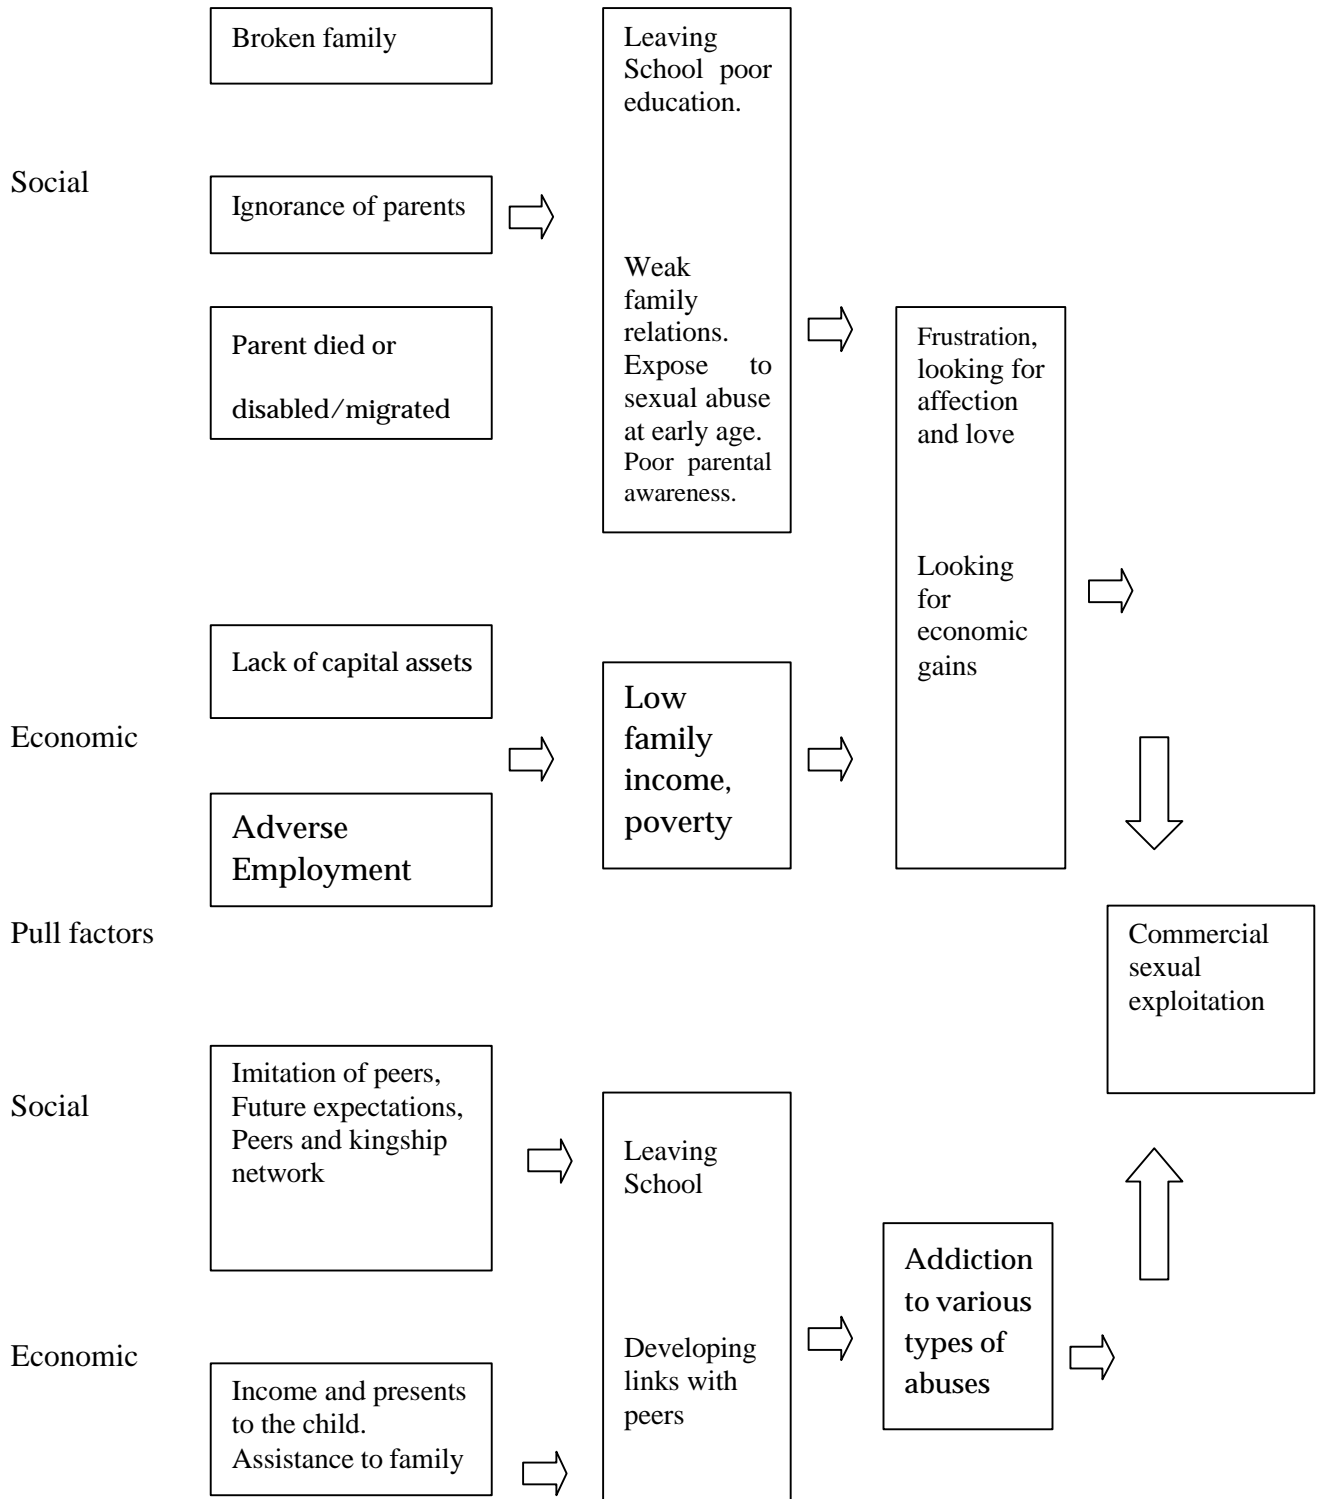 Broken family
Leaving
School poor
education.
Social
Ignorance of parents
Weak
family
relations.
Expose to
sexual abuse
at early age.
Poor parental
awareness.
Parent died or
disabled/migrated
Frustration,
looking for
affection
and love
Looking
for
economic
gains
Lack of capital assets
Economic
Low
family
income,
poverty
Adverse
Employment
Pull factors
Commercial
sexual
exploitation
Social
Imitation of peers,
Future expectations,
Peers and kingship
network
Leaving
School
Addiction
to various
types of
abuses
Economic
Developing
links with
peers
Income and presents
to the child.
Assistance to family